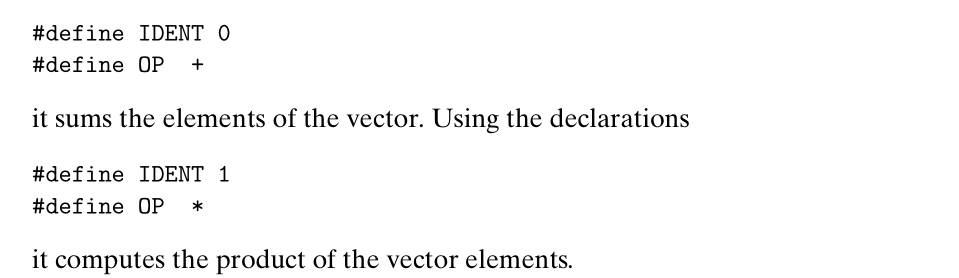 #define IDENT 0
#define OP  +
it sums the elements of the vector. Using the declarations
#define IDENT 1
#define OP  *
it computes the product of the vector elements.